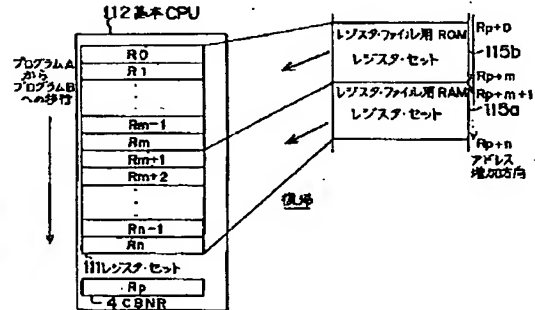 112基本CPU
プログラムA
から
プログラムB
への移行
R0
R1
Rm-1
Rm
Rm+1
Rm+2
Rn-1
Rn
111レジスタ・セット
Rp
4 CBNR
レジスタ・ファイル用 ROM
レジスタ・セット
レジスタ・ファイル用 RAM
レジスタ・セット
復帰
Rp+0
115b
Rp+m
Rp+m+1
115a
Rp+n
アドレス
増加方向